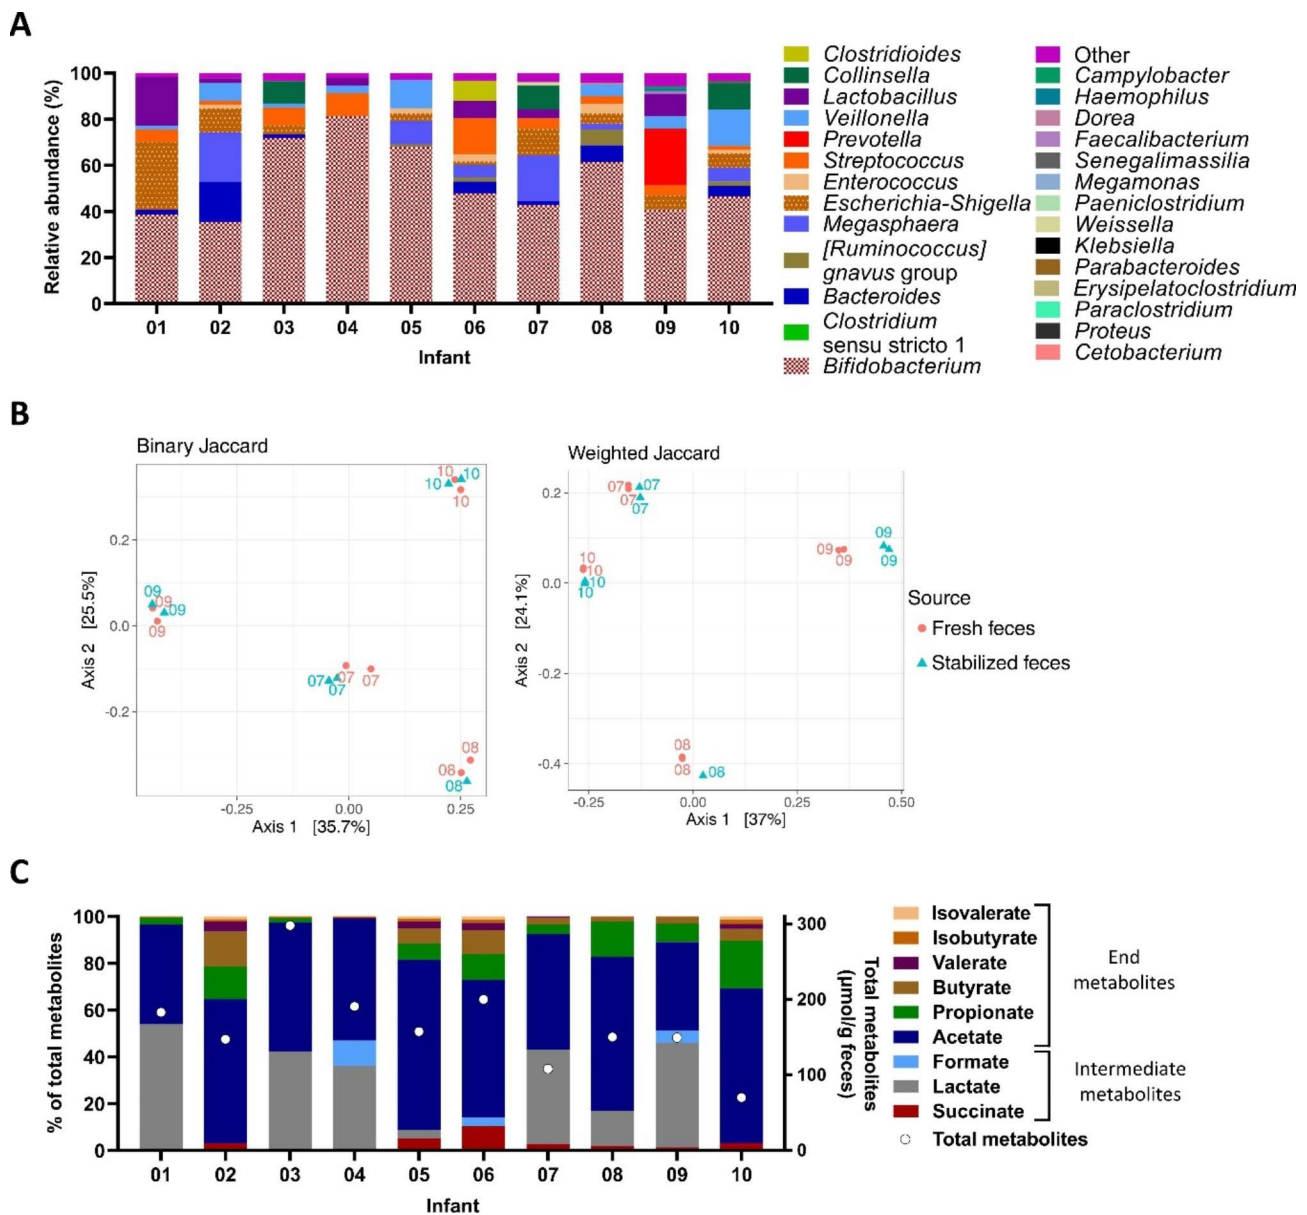 A
Relative abundance (%)
100
80
60
40
20
0
01 02 03 04 05 06 07 08 09 10
Infant
Clostridioides
Collinsella
Lactobacillus
Veillonella
Prevotella
Streptococcus
Enterococcus
Escherichia-Shigella
Megasphaera
[Ruminococcus]
gnavus group
Bacteroides
Clostridium
sensu stricto 1
Bifidobacterium
Other
Campylobacter
Haemophilus
Dorea
Faecalibacterium
Senegalimassilia
Megamonas
Paeniclostridium
Weissella
Klebsiella
Parabacteroides
Erysipelatoclostridium
Paraclostridium
Proteus
Cetobacterium
B
Binary Jaccard
Axis 2 [25.5%]
0.2
0.0
-0.2
10 10
10 10
09 09
09
09
07 07 07
07
08
08
08
-0.25 0.00 0.25
Axis 1 [35.7%]
Weighted Jaccard
Axis 2 [24.1%]
0.2
0.0
-0.2
-0.4
07 07
07
07
09
09 09
09
10
10
10
10
08
08 08
-0.25 0.00 0.25 0.50
Axis 1 [37%]
Source
Fresh feces
Stabilized feces
C
% of total metabolites
100
80
60
40
20
0
01 02 03 04 05 06 07 08 09 10
Infant
300
200
100
0
Total metabolites
(µmol/g feces)
Isovalerate
Isobutyrate
Valerate
Butyrate
Propionate
Acetate
Formate
Lactate
Succinate
Total metabolites
End
metabolites
Intermediate
metabolites